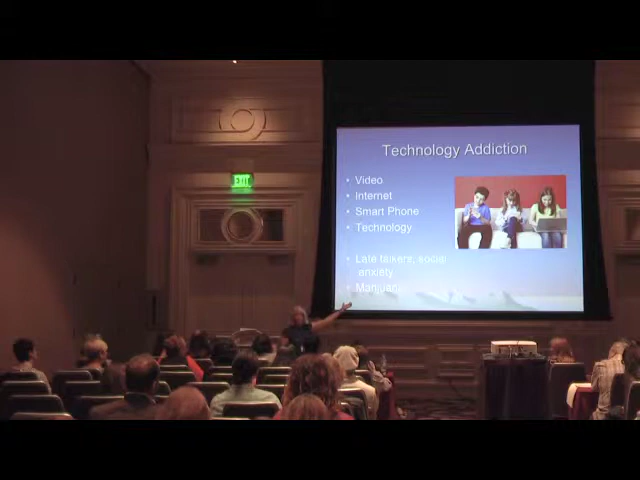 Technology Addiction
• Video
• Internet
• Smart Phone
• Technology
• Late talkers, social
anxiety
EXIT